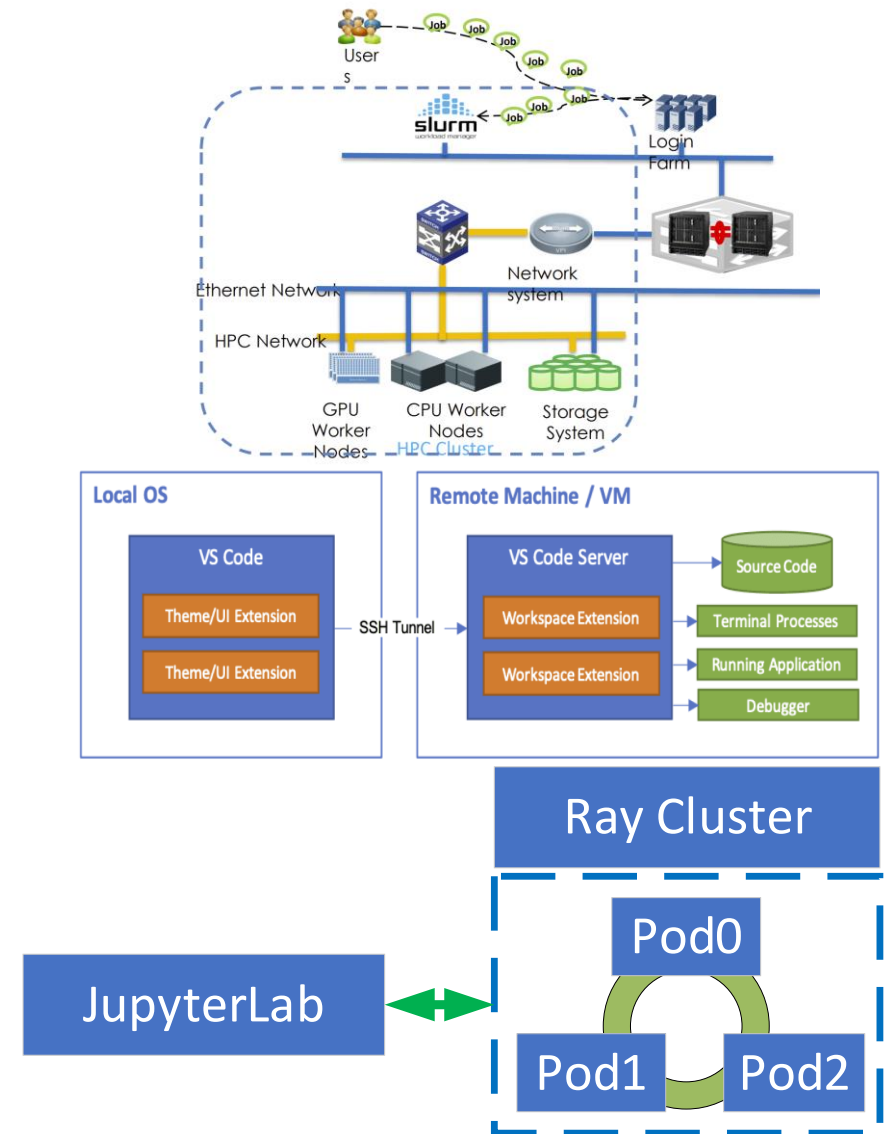 Job
Job
Job
Job
Job
Job
Job
Job
User
s
slurm
workload manager
Login
Farm
Network
system
Ethernet Network
HPC Network
GPU
Worker
Nodes
CPU Worker
Nodes
Storage
System
HPC Cluster
Local OS
VS Code
Theme/UI Extension
Theme/UI Extension
SSH Tunnel
Remote Machine / VM
VS Code Server
Workspace Extension
Workspace Extension
Source Code
Terminal Processes
Running Application
Debugger
Ray Cluster
JupyterLab
Pod0
Pod1
Pod2